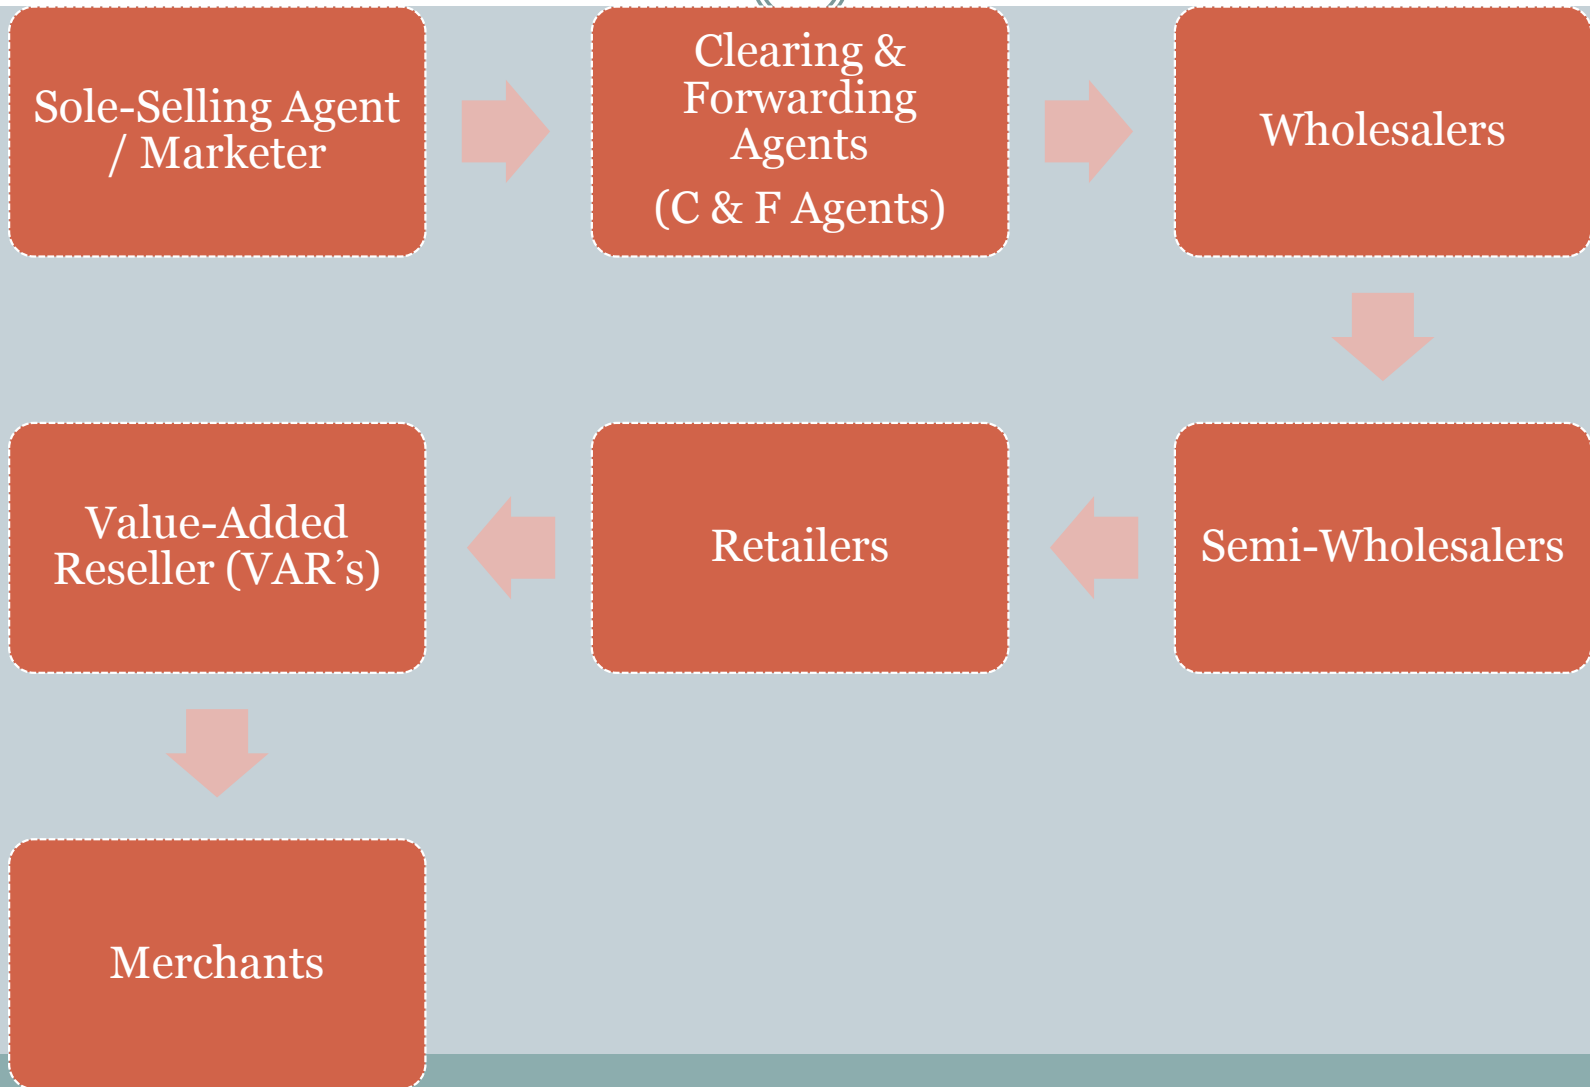 Sole-Selling Agent
/ Marketer
Clearing &
Forwarding
Agents
(C & F Agents)
Wholesalers
Semi-Wholesalers
Retailers
Value-Added
Reseller (VAR’s)
Merchants